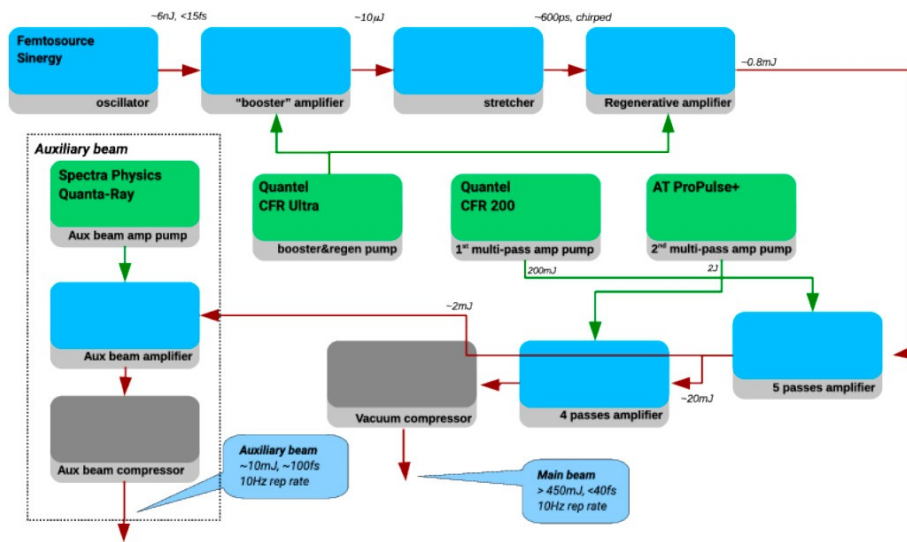 ~6nJ, <15fs
~10µJ
~600ps, chirped
Femtosource
Sinergy
oscillator
"booster" amplifier
stretcher
Regenerative amplifier
~0.8mJ
Auxiliary beam
Spectra Physics
Quanta-Ray
Aux beam amp pump
Quantel
CFR Ultra
booster&regen pump
Quantel
CFR 200
1st multi-pass amp pump
AT ProPulse+
2nd multi-pass amp pump
200mJ
2J
~2mJ
Aux beam amplifier
Vacuum compressor
4 passes amplifier
~20mJ
5 passes amplifier
Aux beam compressor
Auxiliary beam
~10mJ, ~100fs
10Hz rep rate
Main beam
> 450mJ, <40fs
10Hz rep rate